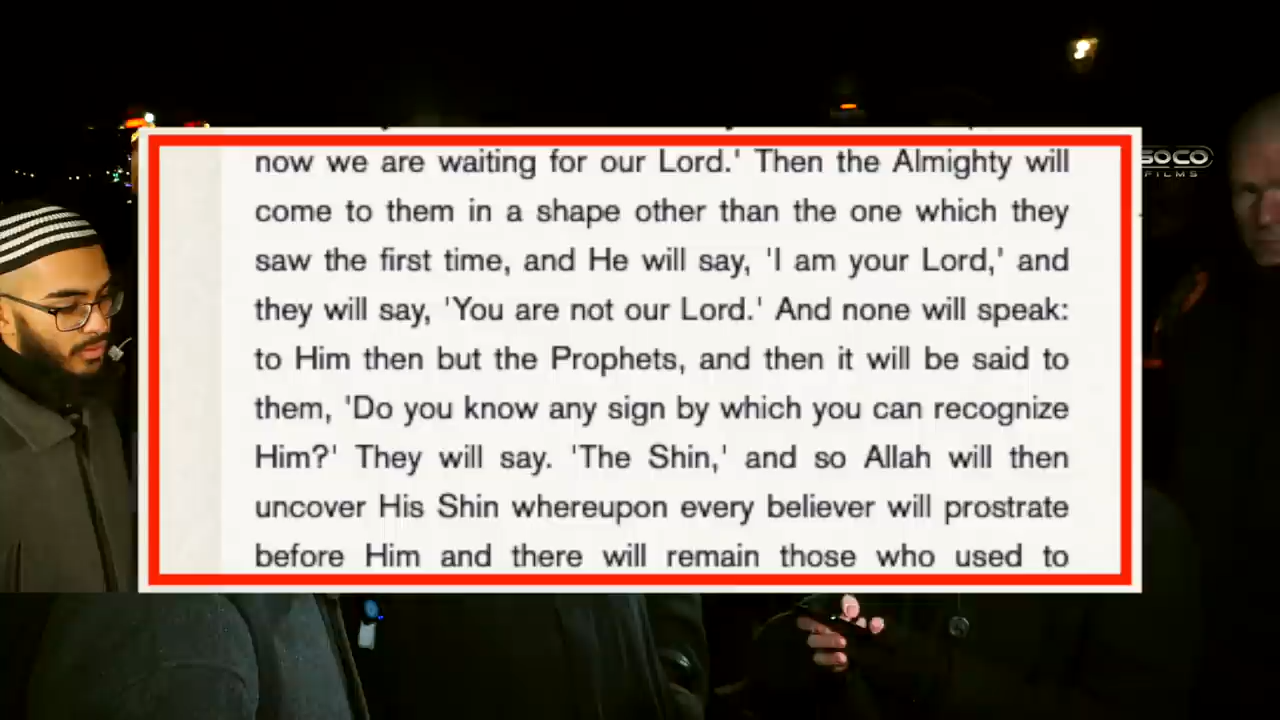 now we are waiting for our Lord.' Then the Almighty will
come to them in a shape other than the one which they
saw the first time, and He will say, 'I am your Lord,' and
they will say, 'You are not our Lord.' And none will speak:
to Him then but the Prophets, and then it will be said to
them, 'Do you know any sign by which you can recognize
Him?' They will say. 'The Shin,' and so Allah will then
uncover His Shin whereupon every believer will prostrate
before Him and there will remain those who used to
SOCO
FILMS